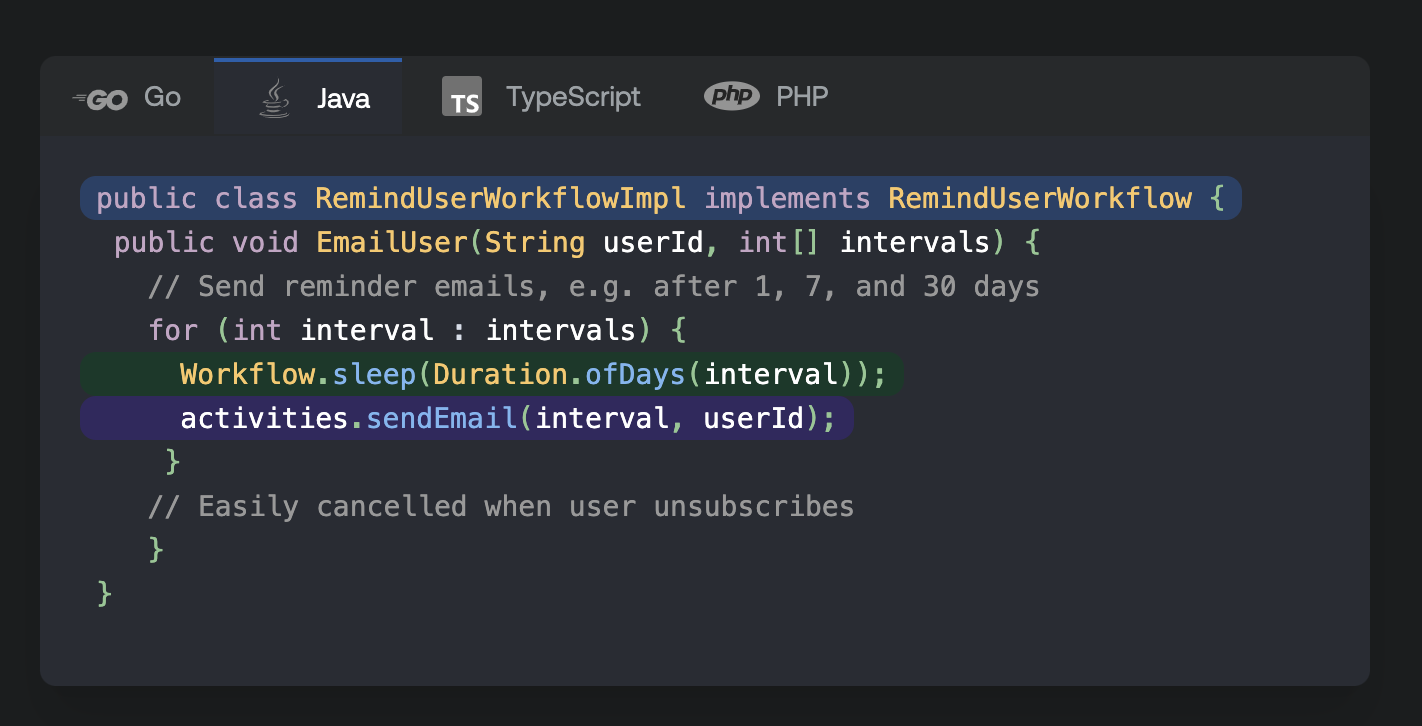 GO Go
Java
TS TypeScript
php PHP
public class RemindUserWorkflowImpl implements RemindUserWorkflow {
 public void EmailUser(String userId, int[] intervals) {
   // Send reminder emails, e.g. after 1, 7, and 30 days
   for (int interval : intervals) {
     Workflow.sleep(Duration.ofDays(interval));
     activities.sendEmail(interval, userId);
    }
   // Easily cancelled when user unsubscribes
   }
}